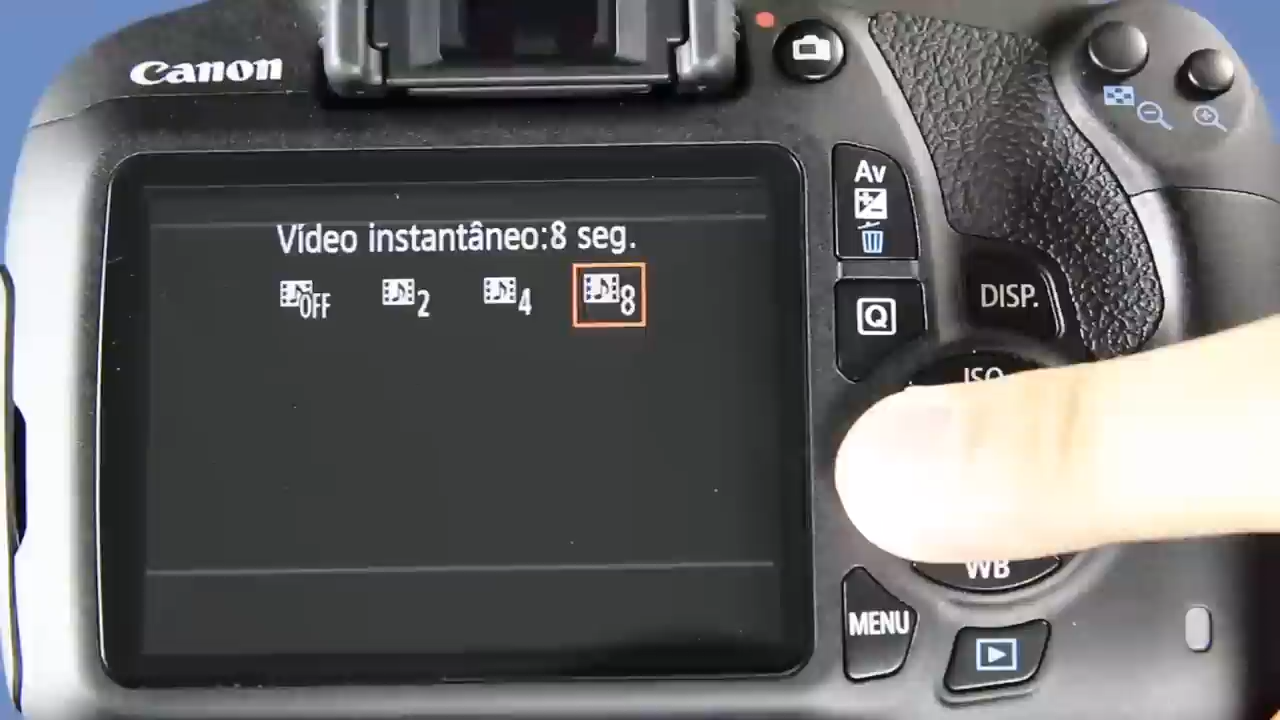 Canon
Vídeo instantâneo:8 seg.
OFF 2 4 8
Av
Q
DISP.
ISO
WB
MENU